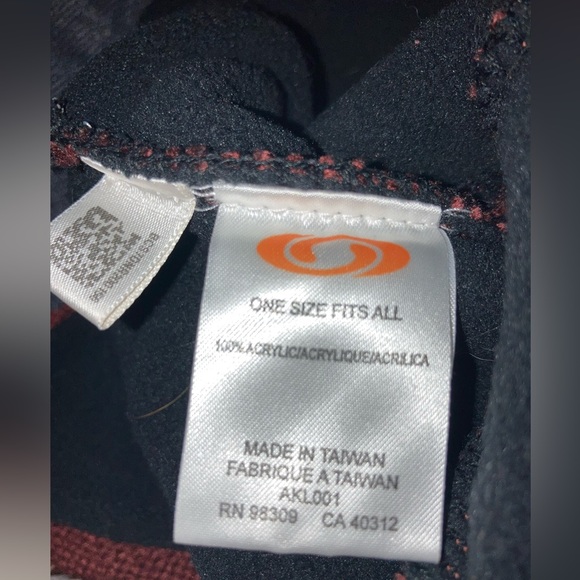 ONE SIZE FITS ALL
100% ACRYLIC/ACRYLIQUE/ACRILICA
MADE IN TAIWAN
FABRIQUE A TAIWAN
AKL001
RN 98309 CA 40312